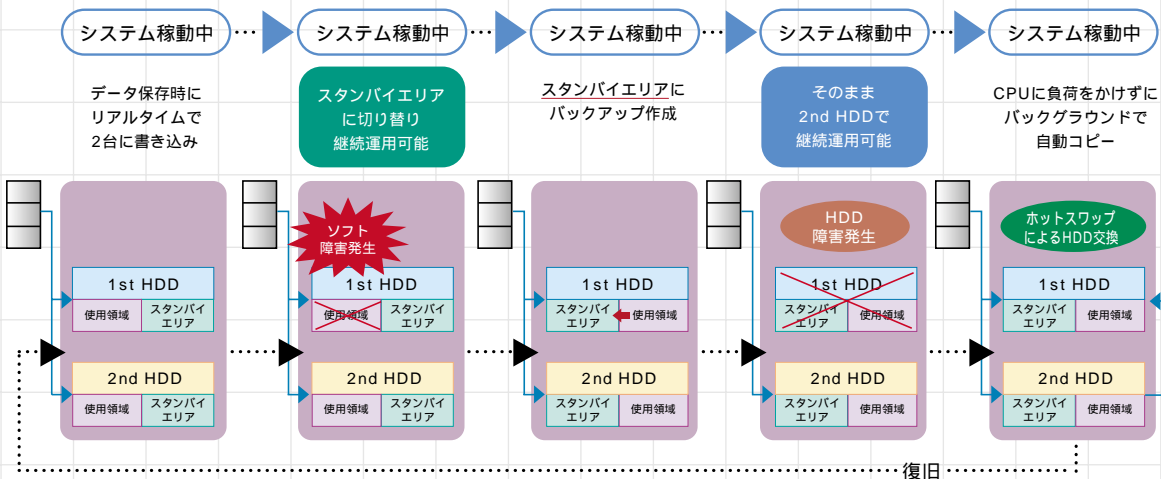 システム稼動中
システム稼動中
システム稼動中
システム稼動中
システム稼動中
データ保存時に
リアルタイムで
2台に書き込み
スタンバイエリア
に切り替り
継続運用可能
スタンバイエリアに
バックアップ作成
そのまま
2nd HDDで
継続運用可能
CPUに負荷をかけずに
バックグラウンドで
自動コピー
1st HDD
使用領域
スタンバイ
エリア
2nd HDD
使用領域
スタンバイ
エリア
ソフト
障害発生
1st HDD
使用領域
スタンバイ
エリア
2nd HDD
使用領域
スタンバイ
エリア
1st HDD
スタンバイ
エリア
使用領域
2nd HDD
スタンバイ
エリア
使用領域
HDD
障害発生
1st HDD
スタンバイ
エリア
使用領域
2nd HDD
スタンバイ
エリア
使用領域
ホットスワップ
によるHDD交換
1st HDD
スタンバイ
エリア
使用領域
2nd HDD
スタンバイ
エリア
使用領域
復旧